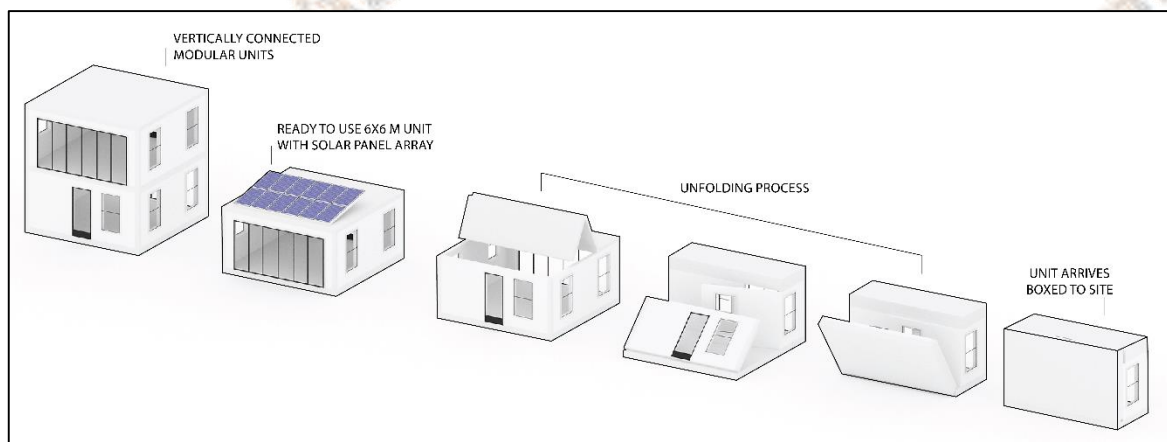 VERTICALLY CONNECTED
MODULAR UNITS
READY TO USE 6X6 M UNIT
WITH SOLAR PANEL ARRAY
UNFOLDING PROCESS
UNIT ARRIVES
BOXED TO SITE